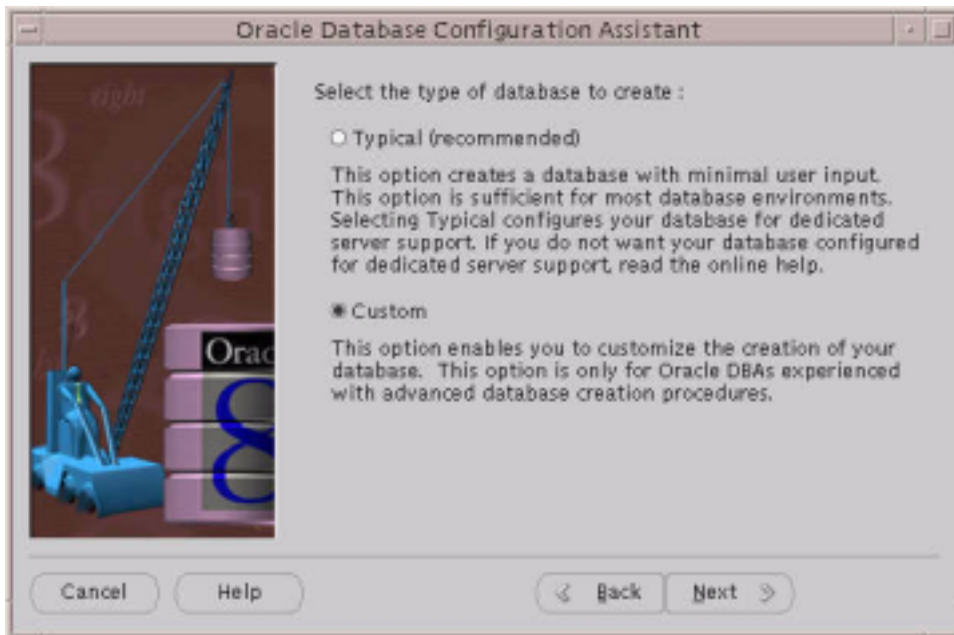 Oracle Database Configuration Assistant
eight
8
Select the type of database to create :
Typical (recommended)
This option creates a database with minimal user input.
This option is sufficient for most database environments.
Selecting Typical configures your database for dedicated
server support. If you do not want your database configured
for dedicated server support, read the online help.
Custom
This option enables you to customize the creation of your
database.  This option is only for Oracle DBAs experienced
with advanced database creation procedures.
Orac
8
Cancel
Help
Back
Next